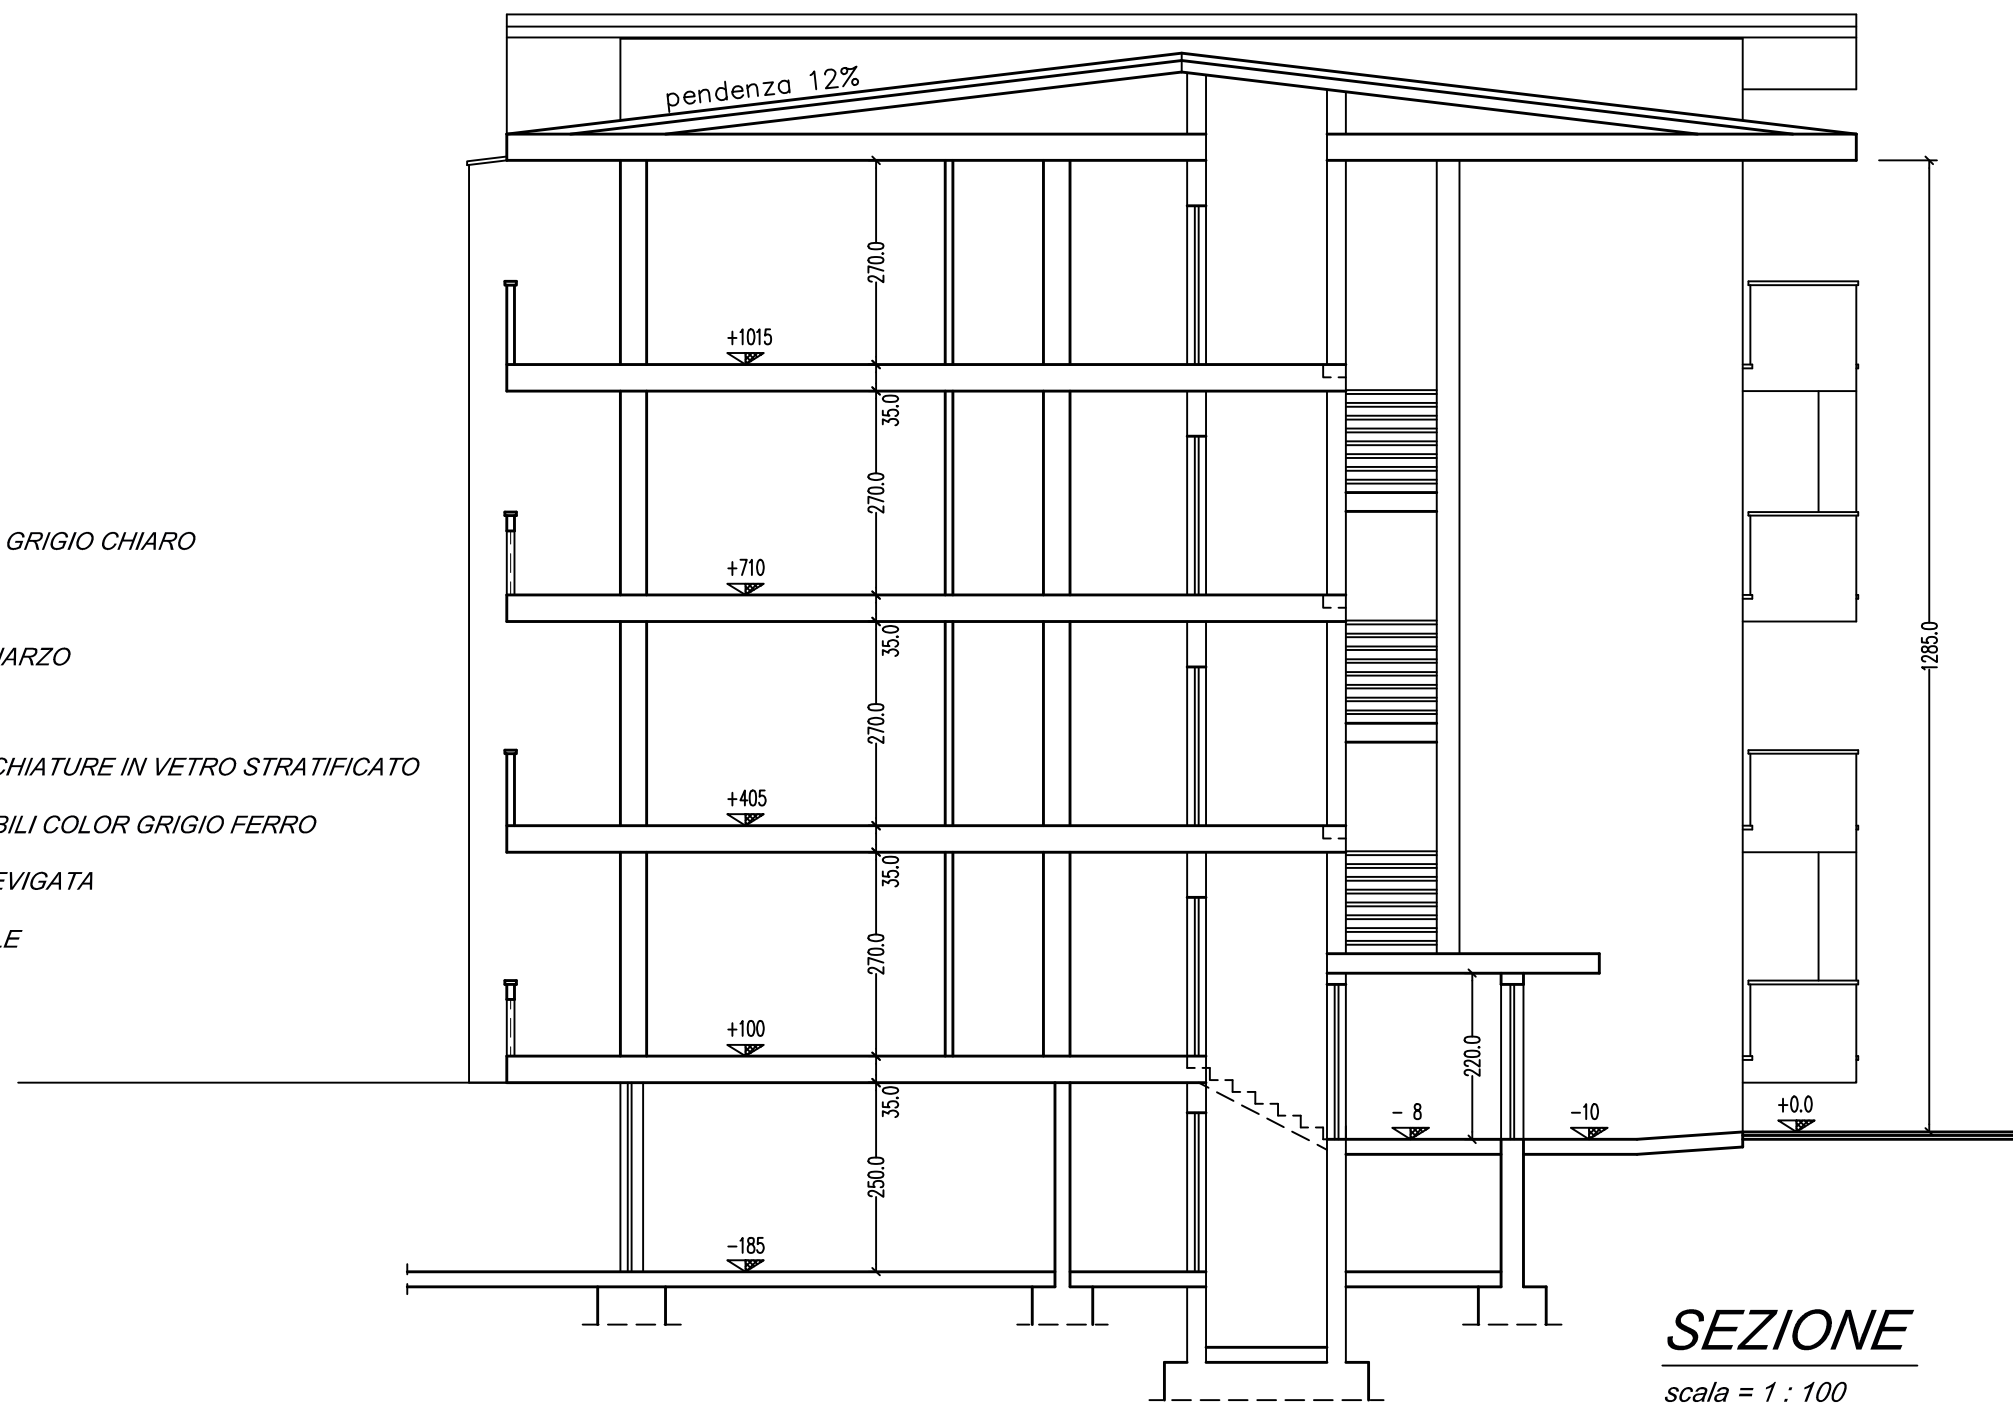 pendenza 12%
270.0
+1015
35.0
270.0
GRIGIO CHIARO
+710
35.0
1285.0
270.0
CHIATURE IN VETRO STRATIFICATO
+405
BILI COLOR GRIGIO FERRO
35.0
EVIGATA
270.0
+100
220.0
35.0
- 8
-10
+0.0
250.0
-185
SEZIONE
scala = 1 : 100